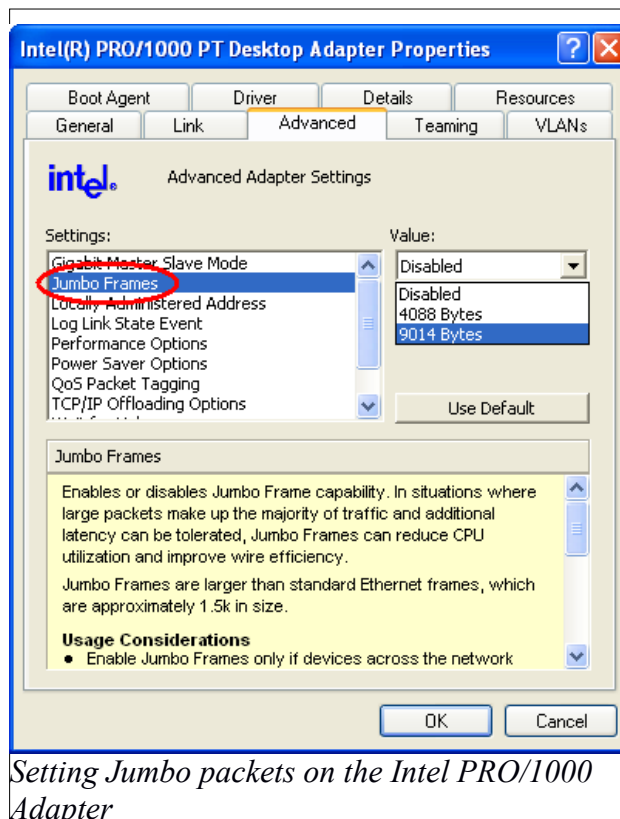 Intel(R) PRO/1000 PT Desktop Adapter Properties
Boot Agent Driver Details Resources
General Link Advanced Teaming VLANs
intel® Advanced Adapter Settings
Settings:
Gigabit Master Slave Mode
Jumbo Frames
Locally Administered Address
Log Link State Event
Performance Options
Power Saver Options
QoS Packet Tagging
TCP/IP Offloading Options
Value:
Disabled
Disabled
4088 Bytes
9014 Bytes
Use Default
Jumbo Frames
Enables or disables Jumbo Frame capability. In situations where
large packets make up the majority of traffic and additional
latency can be tolerated, Jumbo Frames can reduce CPU
utilization and improve wire efficiency.
Jumbo Frames are larger than standard Ethernet frames, which
are approximately 1.5k in size.
Usage Considerations
• Enable Jumbo Frames only if devices across the network
OK Cancel
Setting Jumbo packets on the Intel PRO/1000
Adapter